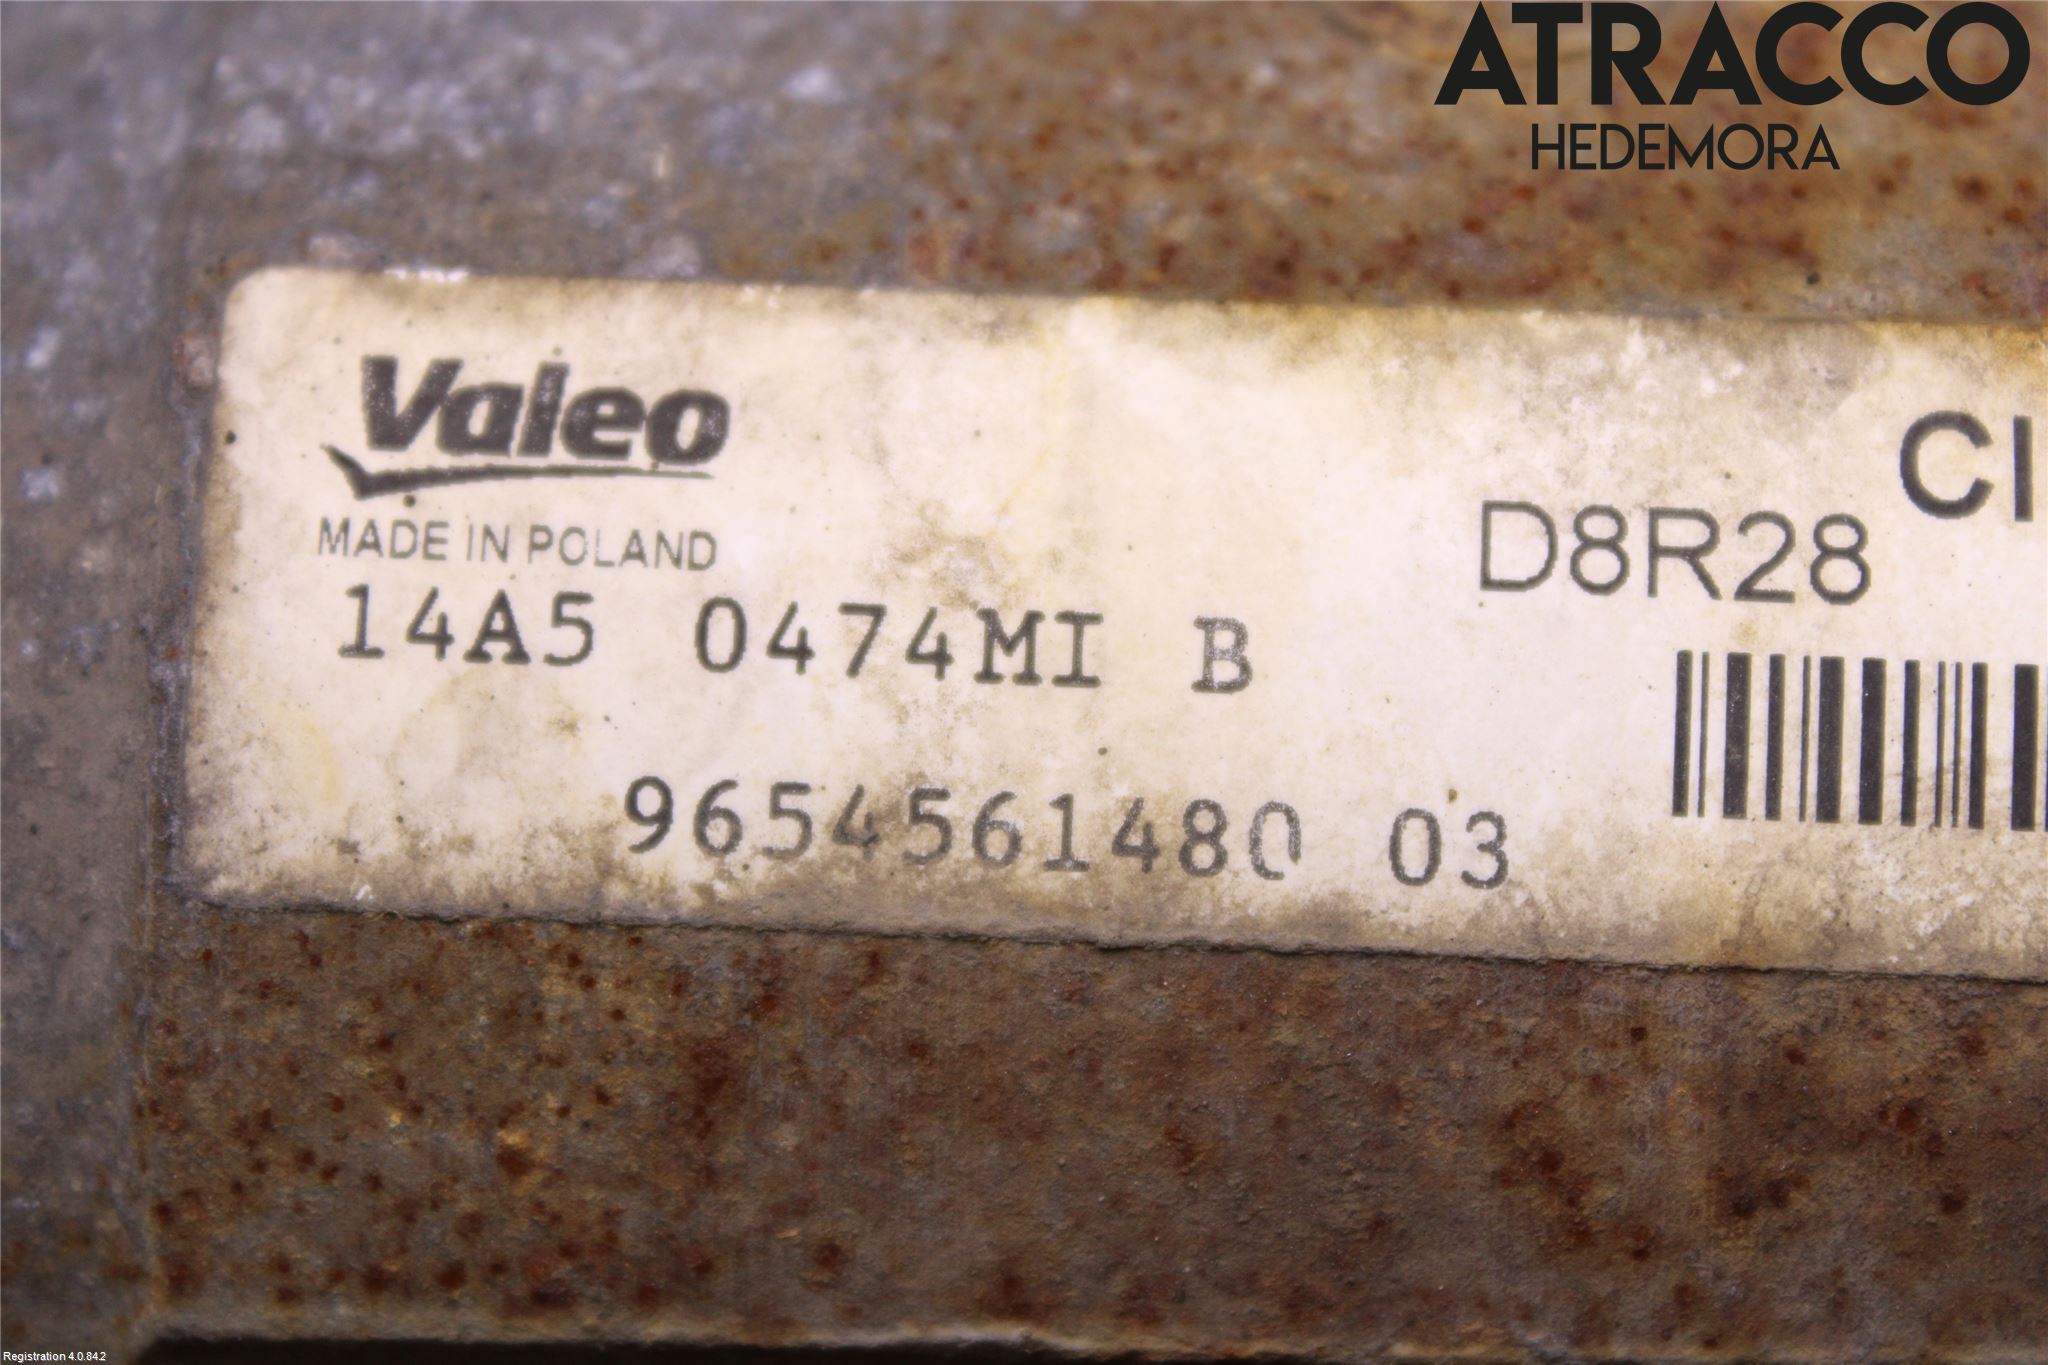 ATRACCO
HEDEMORA
Valeo
MADE IN POLAND
CI
D8R28
14A5 0474MI B
9654561480 03
Registration 4.0.84.2